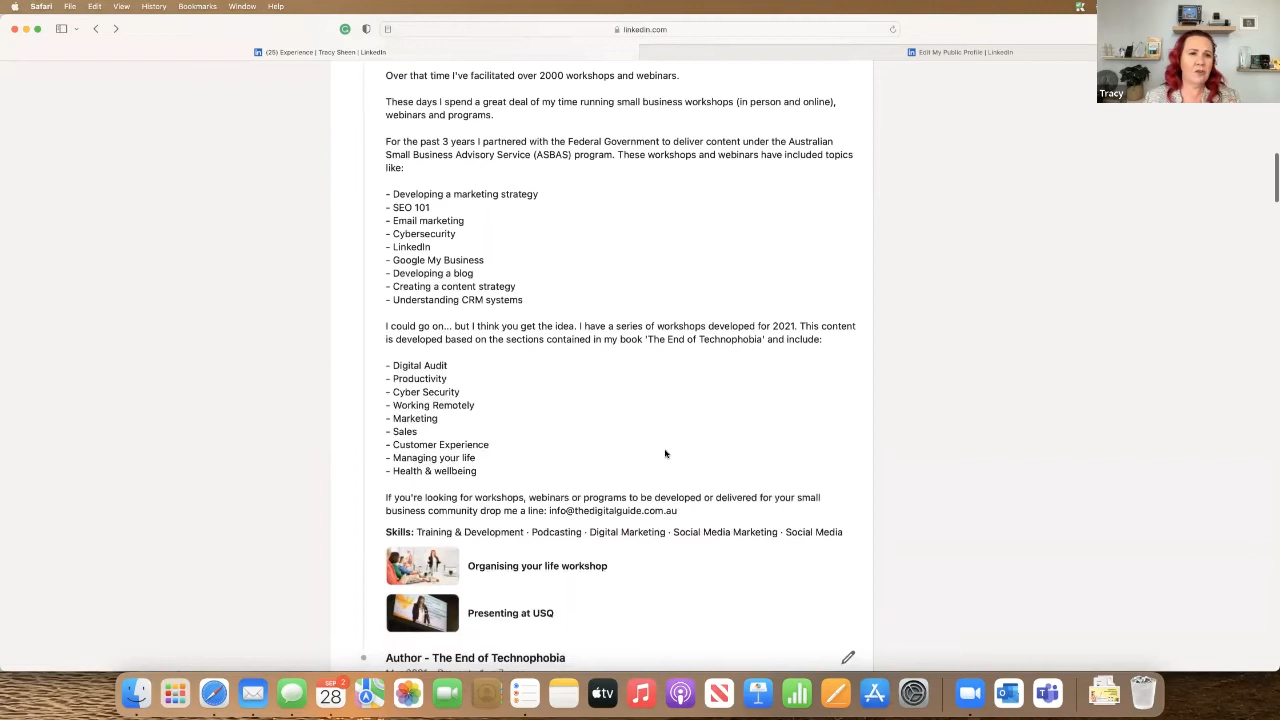 Safari File Edit View History Bookmarks Window Help
linkedin.com
(25) Experience | Tracy Sheen | LinkedIn
Edit My Public Profile | LinkedIn
Tracy
Over that time I've facilitated over 2000 workshops and webinars.
These days I spend a great deal of my time running small business workshops (in person and online),
webinars and programs.
For the past 3 years I partnered with the Federal Government to deliver content under the Australian
Small Business Advisory Service (ASBAS) program. These workshops and webinars have included topics
like:
- Developing a marketing strategy
- SEO 101
- Email marketing
- Cybersecurity
- LinkedIn
- Google My Business
- Developing a blog
- Creating a content strategy
- Understanding CRM systems
I could go on... but I think you get the idea. I have a series of workshops developed for 2021. This content
is developed based on the sections contained in my book 'The End of Technophobia' and include:
- Digital Audit
- Productivity
- Cyber Security
- Working Remotely
- Marketing
- Sales
- Customer Experience
- Managing your life
- Health & wellbeing
If you're looking for workshops, webinars or programs to be developed or delivered for your small
business community drop me a line: info@thedigitalguide.com.au
Skills: Training & Development · Podcasting · Digital Marketing · Social Media Marketing · Social Media
Organising your life workshop
Presenting at USQ
Author - The End of Technophobia
SEP 2
28
tv